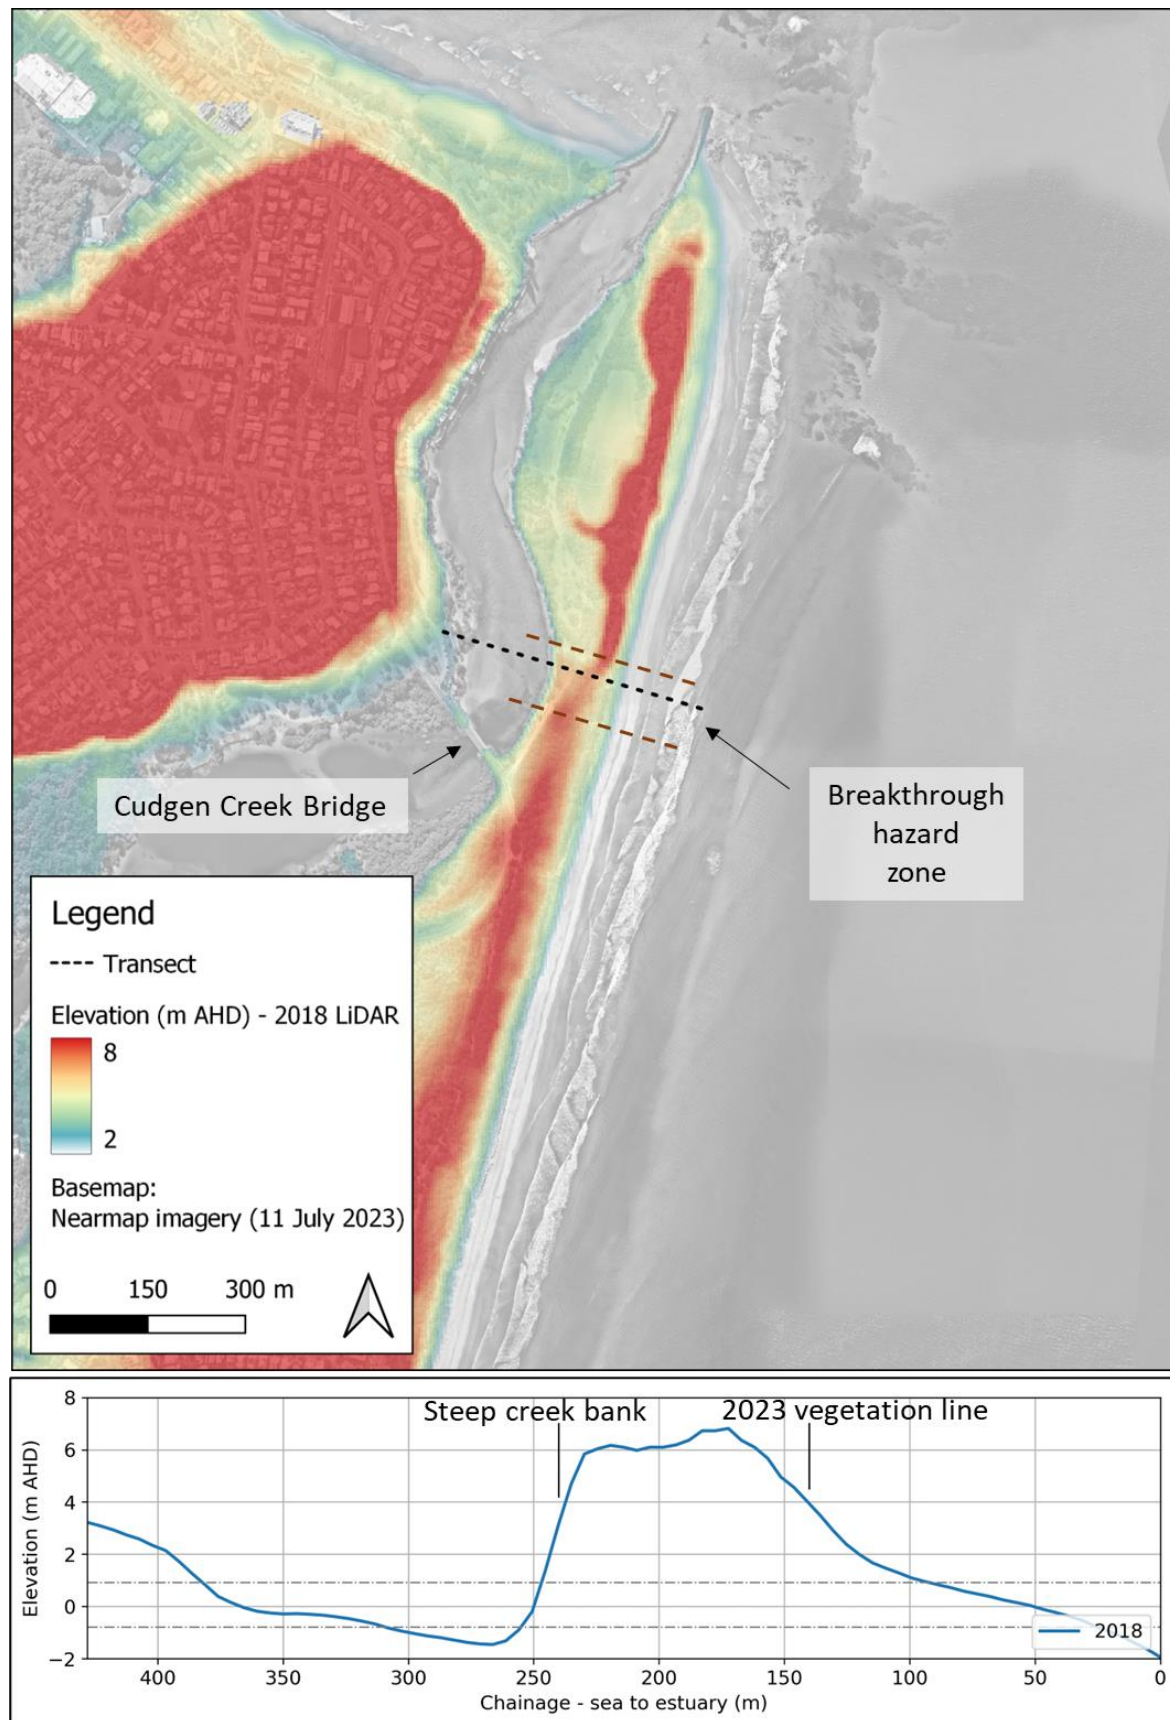 Cudgen Creek Bridge
Breakthrough
hazard
zone
Legend
Transect
Elevation (m AHD) - 2018 LiDAR
8
2
Basemap:
Nearmap imagery (11 July 2023)
0 150 300 m
8
6
4
2
0
−2
Elevation (m AHD)
Steep creek bank
2023 vegetation line
2018
400 350 300 250 200 150 100 50 0
Chainage - sea to estuary (m)